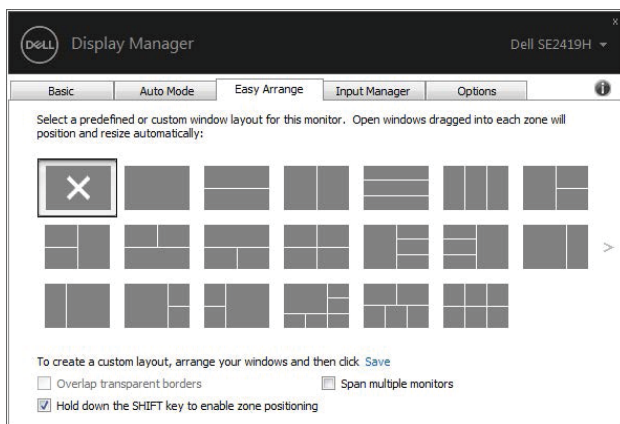 x
DELL Display Manager Dell SE2419H
Basic Auto Mode Easy Arrange Input Manager Options i
Select a predefined or custom window layout for this monitor. Open windows dragged into each zone will
position and resize automatically:
>
To create a custom layout, arrange your windows and then click Save
Overlap transparent borders Span multiple monitors
Hold down the SHIFT key to enable zone positioning